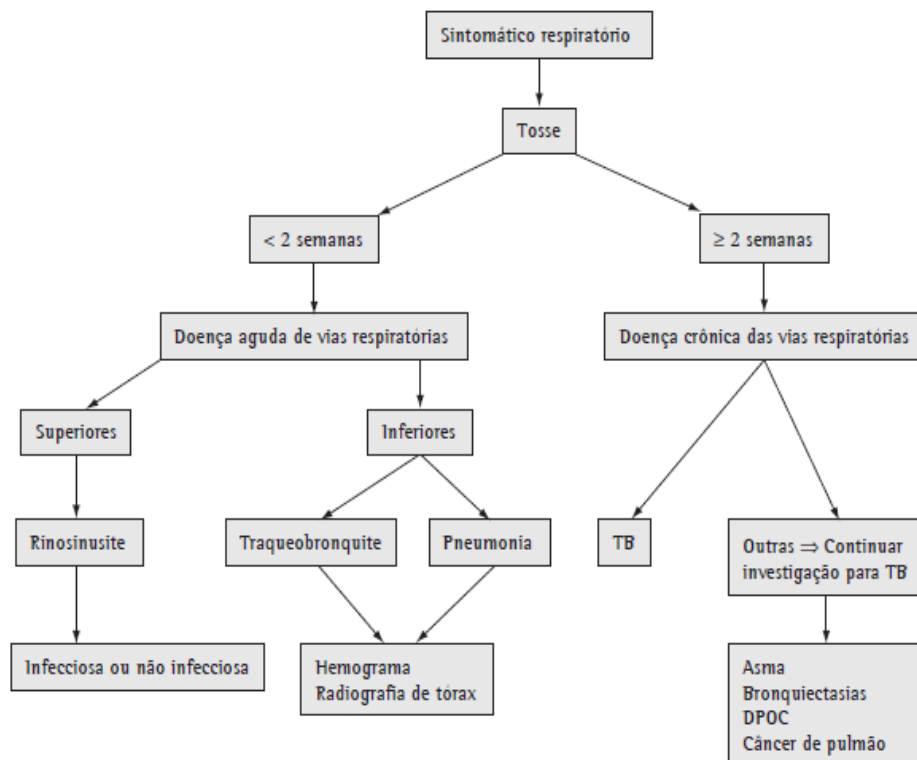 Sintomático respiratório
Tosse
< 2 semanas
≥ 2 semanas
Doença aguda de vias respiratórias
Doença crônica das vias respiratórias
Superiores
Inferiores
Rinosinusite
Traqueobronquite
Pneumonia
TB
Outras ⇒ Continuar
investigação para TB
Infecciosa ou não infecciosa
Hemograma
Radiografia de tórax
Asma
Bronquiectasias
DPOC
Câncer de pulmão